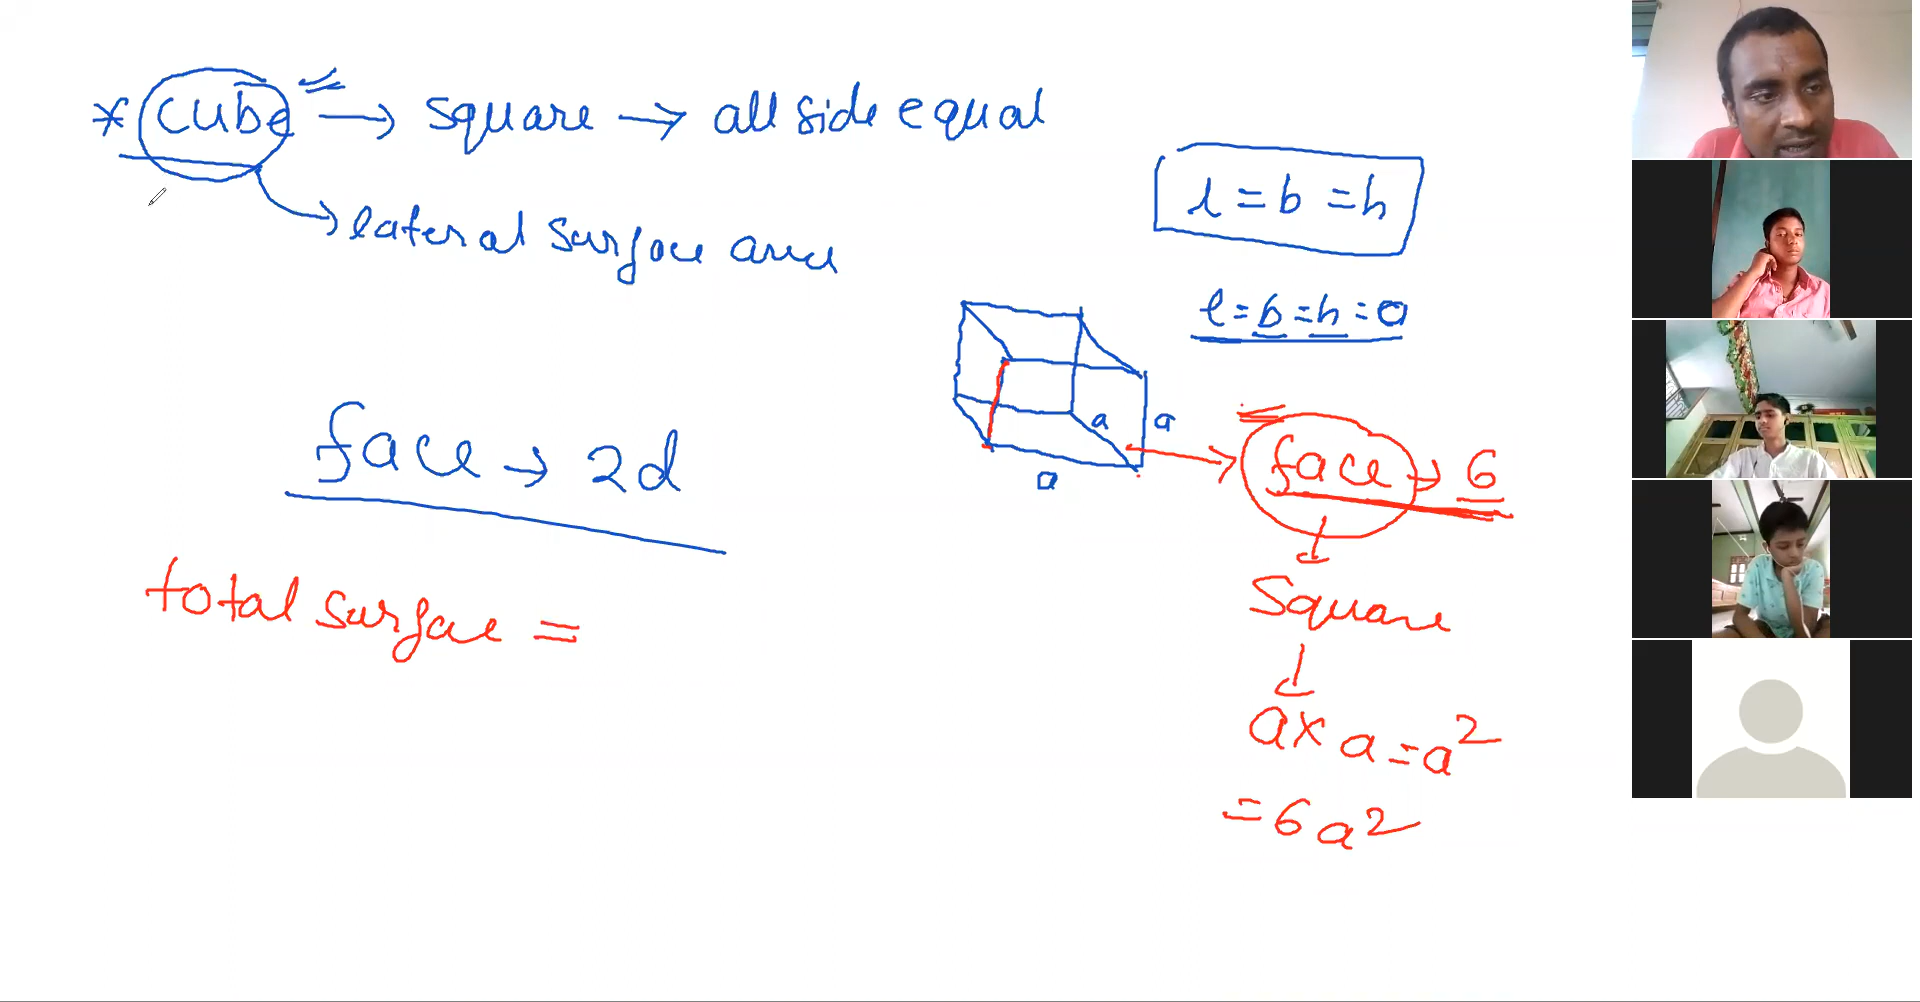 * cube → square → all side equal
→ lateral surface area
l = b = h
l = b = h = a
a
a
a
face → 2d
face → 6
total surface =
Square
a x a = a²
= 6a²